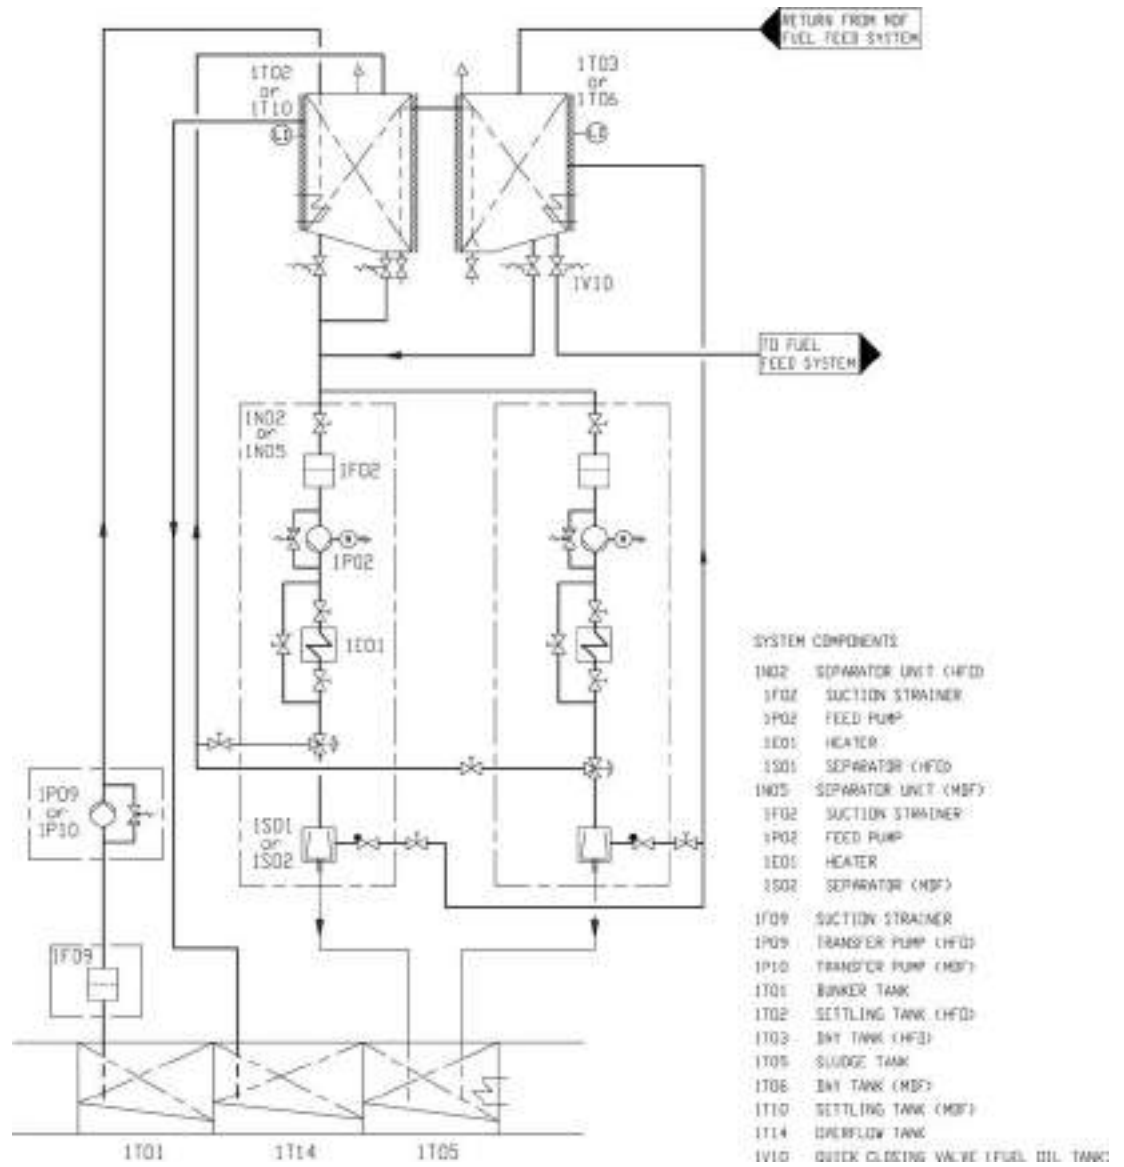 RETURN FROM MDF
FUEL FEED SYSTEM
1T02
or
1T10
1T03
or
1T06
1V10
TO FUEL
FEED SYSTEM
1N02
or
1N05
1F02
1P02
1E01
1P09
or
1P10
1S01
or
1S02
1F09
1T01
1T14
1T05
SYSTEM COMPONENTS
1N02 SEPARATOR UNIT (HFO)
1F02 SUCTION STRAINER
1P02 FEED PUMP
1E01 HEATER
1S01 SEPARATOR (HFO)
1N05 SEPARATOR UNIT (MDF)
1F02 SUCTION STRAINER
1P02 FEED PUMP
1E01 HEATER
1S02 SEPARATOR (MDF)
1F09 SUCTION STRAINER
1P09 TRANSFER PUMP (HFO)
1P10 TRANSFER PUMP (MDF)
1T01 BUNKER TANK
1T02 SETTLING TANK (HFO)
1T03 DAY TANK (HFO)
1T05 SLUDGE TANK
1T06 DAY TANK (MDF)
1T10 SETTLING TANK (MDF)
1T14 OVERFLOW TANK
1V10 QUICK CLOSING VALVE (FUEL OIL TANK)